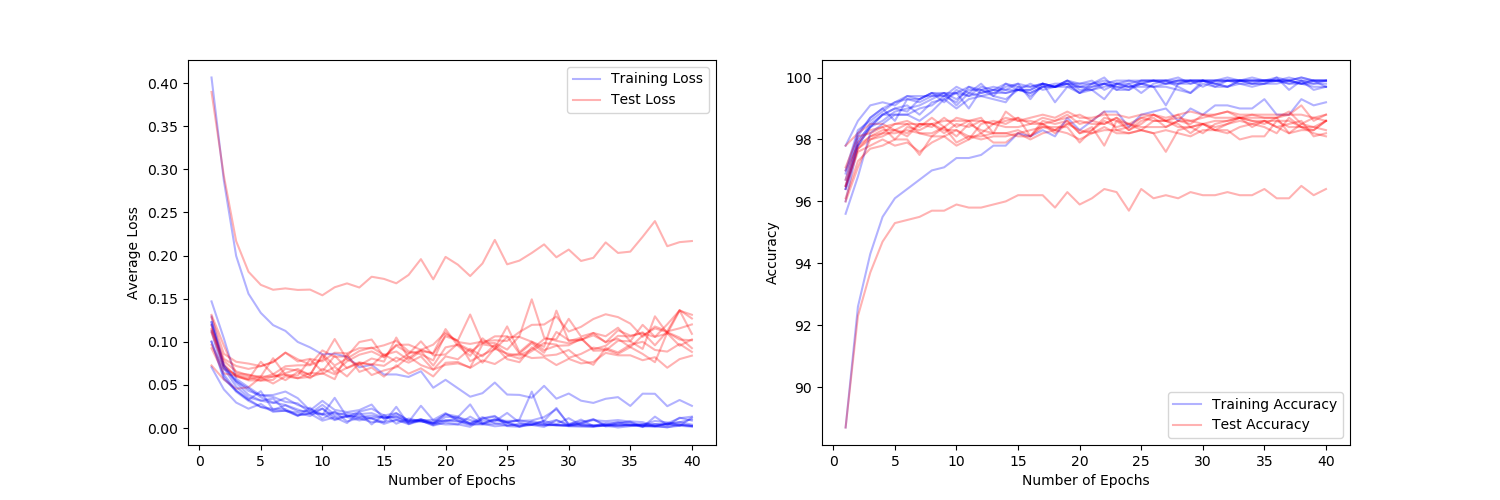 0.40
0.35
0.30
0.25
0.20
0.15
0.10
0.05
0.00
Average Loss
0 5 10 15 20 25 30 35 40
Number of Epochs
Training Loss
Test Loss
100
98
96
94
92
90
Accuracy
0 5 10 15 20 25 30 35 40
Number of Epochs
Training Accuracy
Test Accuracy